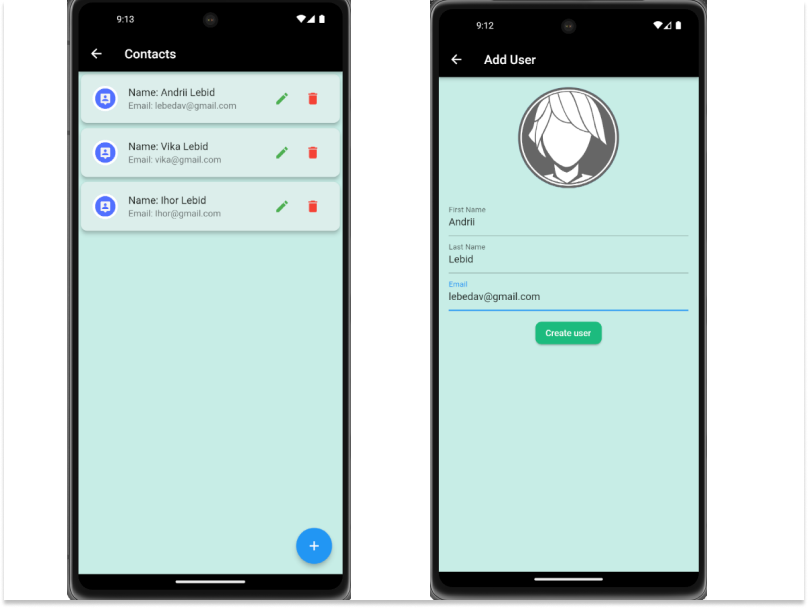 9:13
Contacts
Name: Andrii Lebid
Email: lebedav@gmail.com
Name: Vika Lebid
Email: vika@gmail.com
Name: Ihor Lebid
Email: Ihor@gmail.com
9:12
Add User
First Name
Andrii
Last Name
Lebid
Email
lebedav@gmail.com
Create user